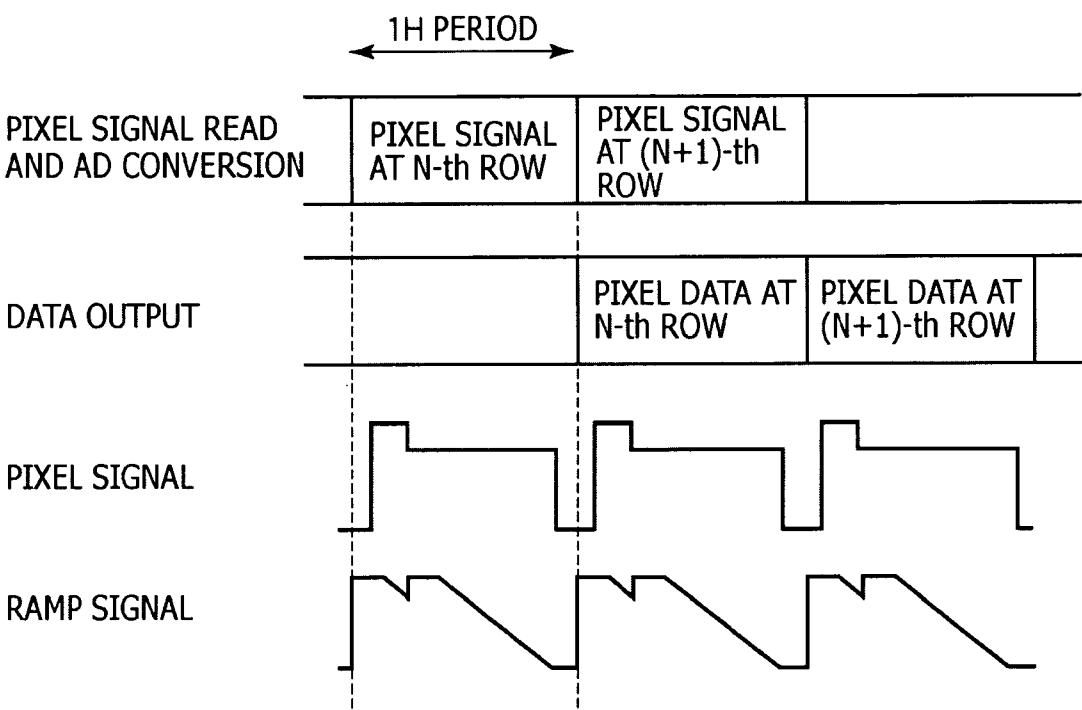 1H PERIOD
PIXEL SIGNAL READ
AND AD CONVERSION
PIXEL SIGNAL
AT N-th ROW
PIXEL SIGNAL
AT (N+1)-th
ROW
DATA OUTPUT
PIXEL DATA AT
N-th ROW
PIXEL DATA AT
(N+1)-th ROW
PIXEL SIGNAL
RAMP SIGNAL